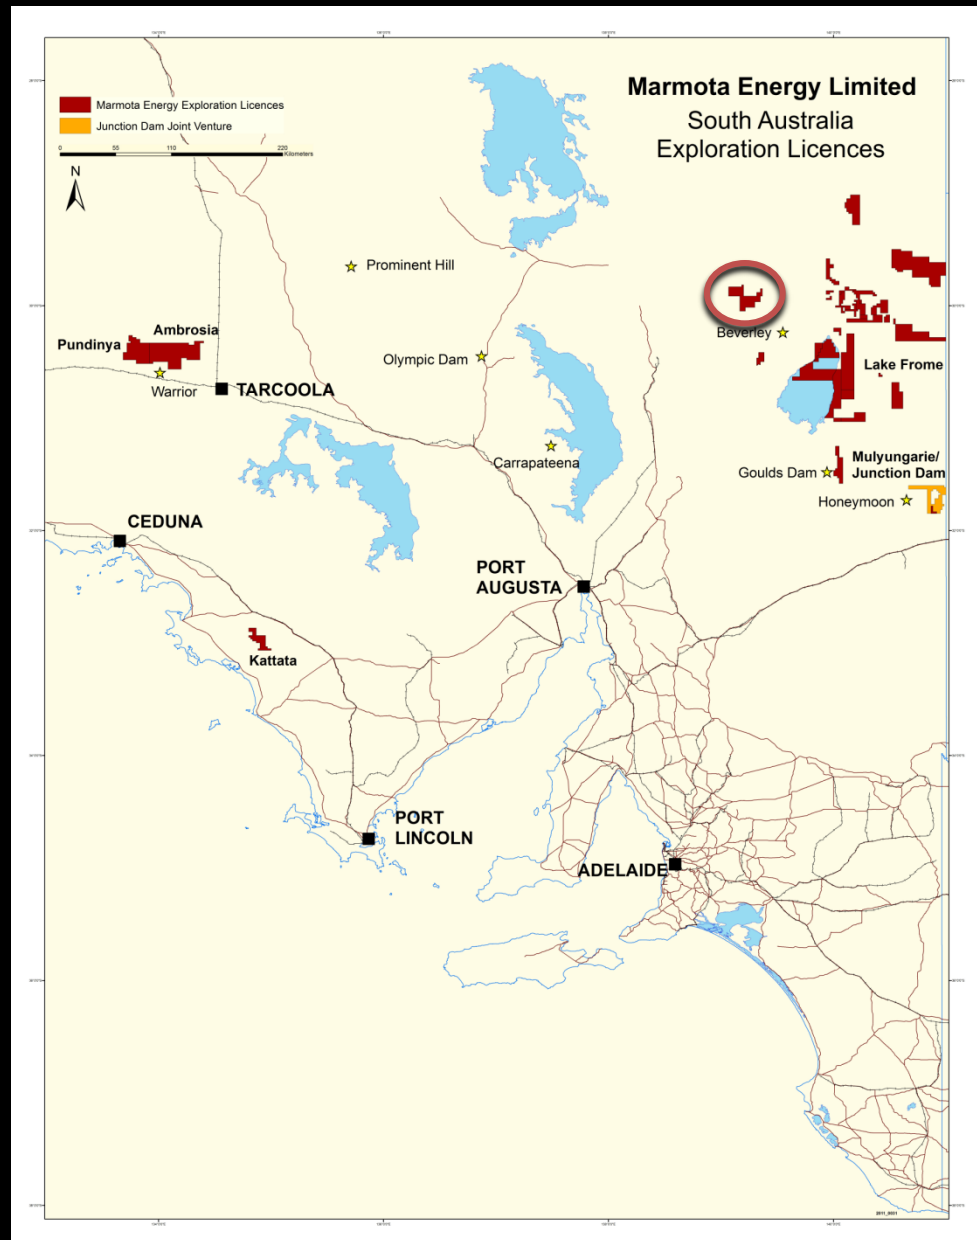 Marmota Energy Limited
South Australia
Exploration Licences
Marmota Energy Exploration Licences
Junction Dam Joint Venture
0 55 110 220
Kilometers
N
Prominent Hill
Beverley
Ambrosia
Pundinya
Olympic Dam
Lake Frome
Warrior
TARCOOLA
Carrapateena
Mulyungarie/
Goulds Dam
Junction Dam
Honeymoon
CEDUNA
PORT
AUGUSTA
Kattata
PORT
LINCOLN
ADELAIDE